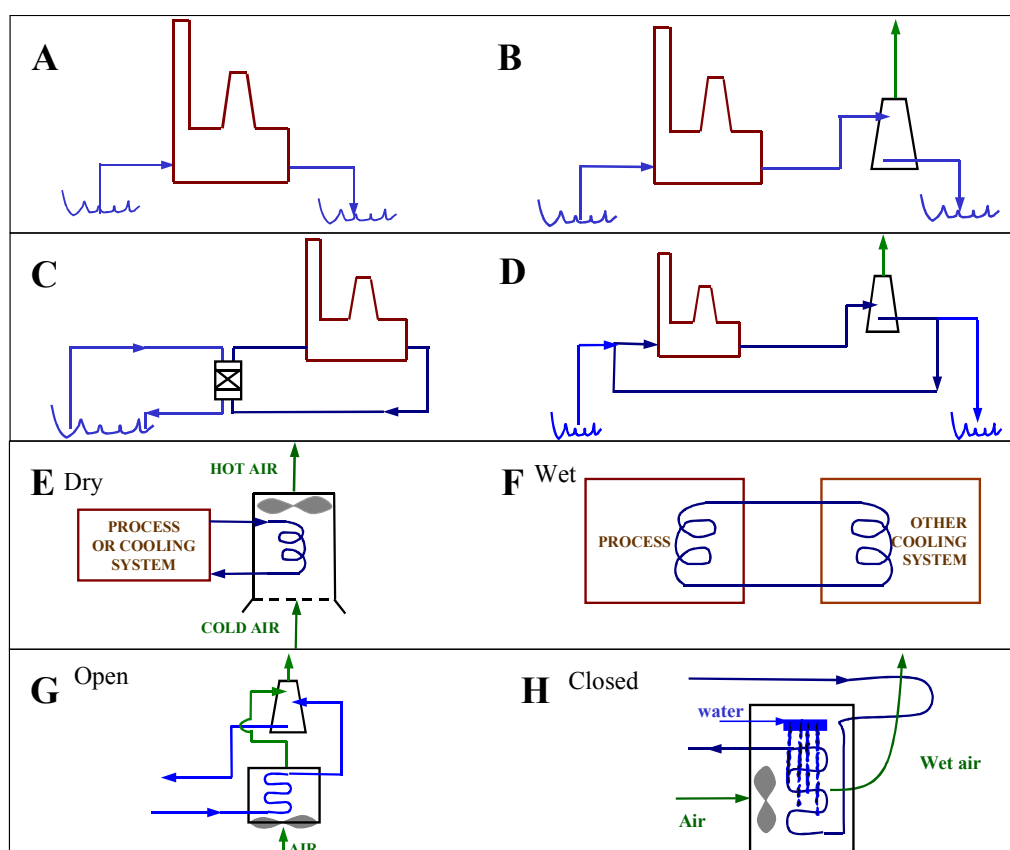 A
B
C
D
E Dry
HOT AIR
PROCESS
OR COOLING
SYSTEM
COLD AIR
F Wet
PROCESS
OTHER
COOLING
SYSTEM
G Open
AIR
H Closed
water
Wet air
Air